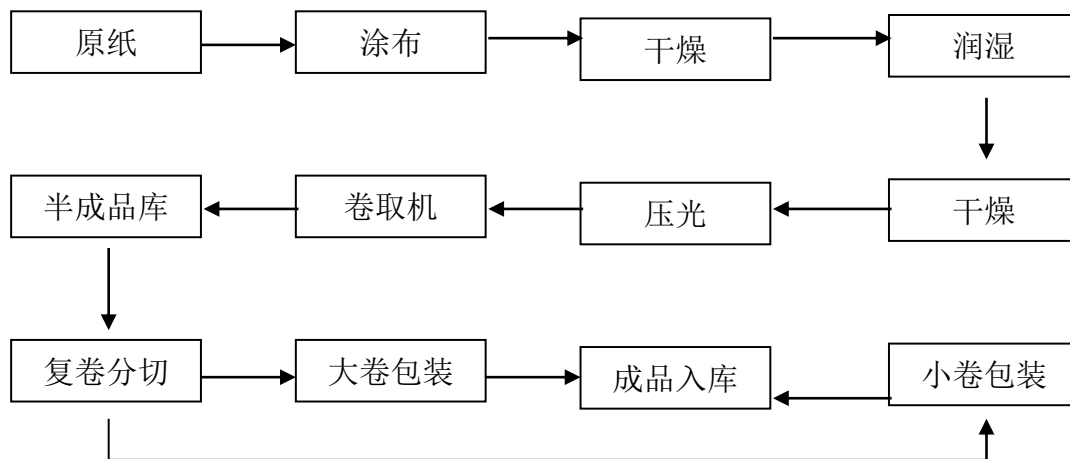 原纸
涂布
干燥
润湿
半成品库
卷取机
压光
干燥
复卷分切
大卷包装
成品入库
小卷包装